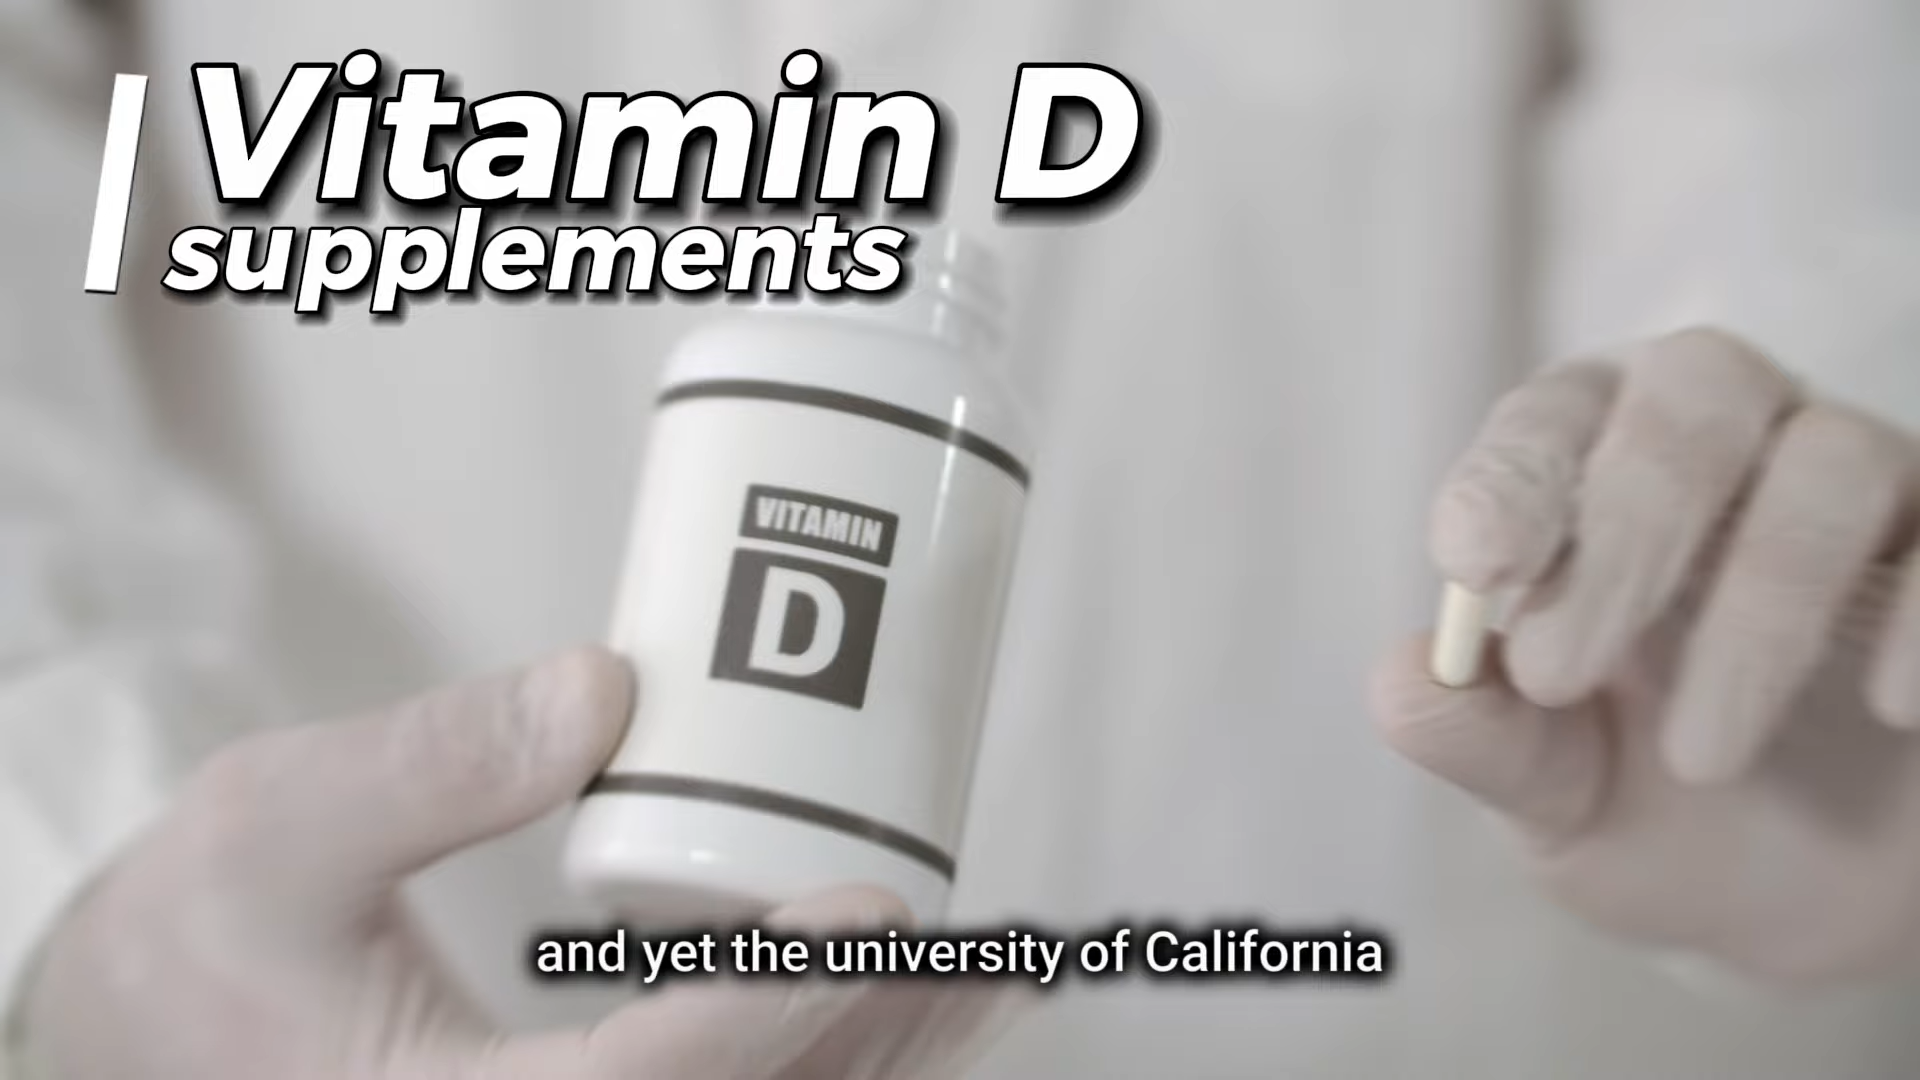 Vitamin D
supplements
VITAMIN
D
and yet the university of California